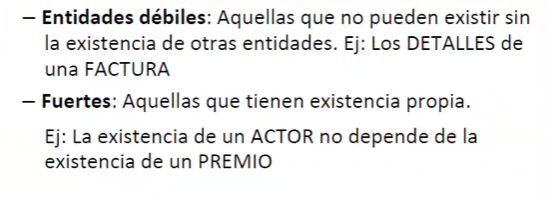 – Entidades débiles: Aquellas que no pueden existir sin
la existencia de otras entidades. Ej: Los DETALLES de
una FACTURA
– Fuertes: Aquellas que tienen existencia propia.
Ej: La existencia de un ACTOR no depende de la
existencia de un PREMIO